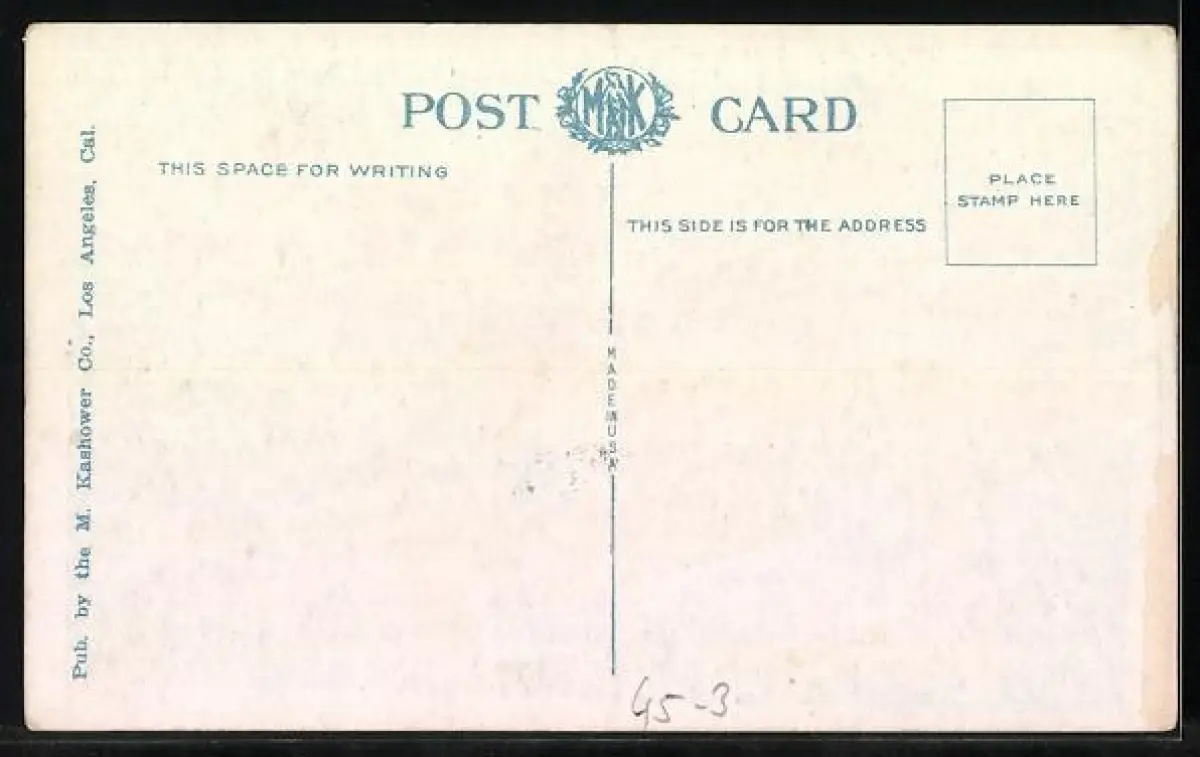 POST MK CARD
THIS SPACE FOR WRITING
THIS SIDE IS FOR THE ADDRESS
PLACE
STAMP HERE
Pub. by the M. Kashower Co., Los Angeles, Cal.
MADE IN USA
45-3